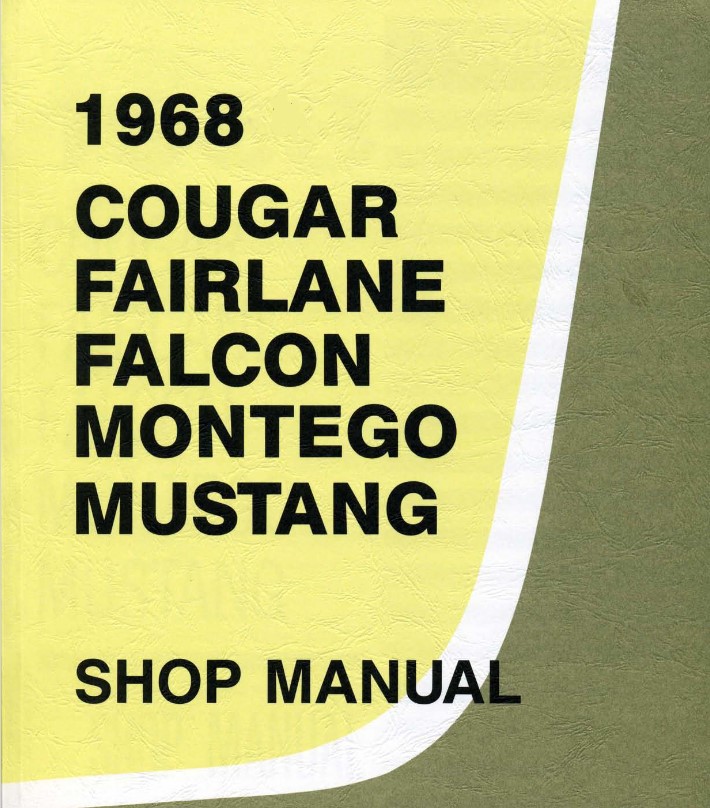 1968
COUGAR
FAIRLANE
FALCON
MONTEGO
MUSTANG
SHOP MANUAL